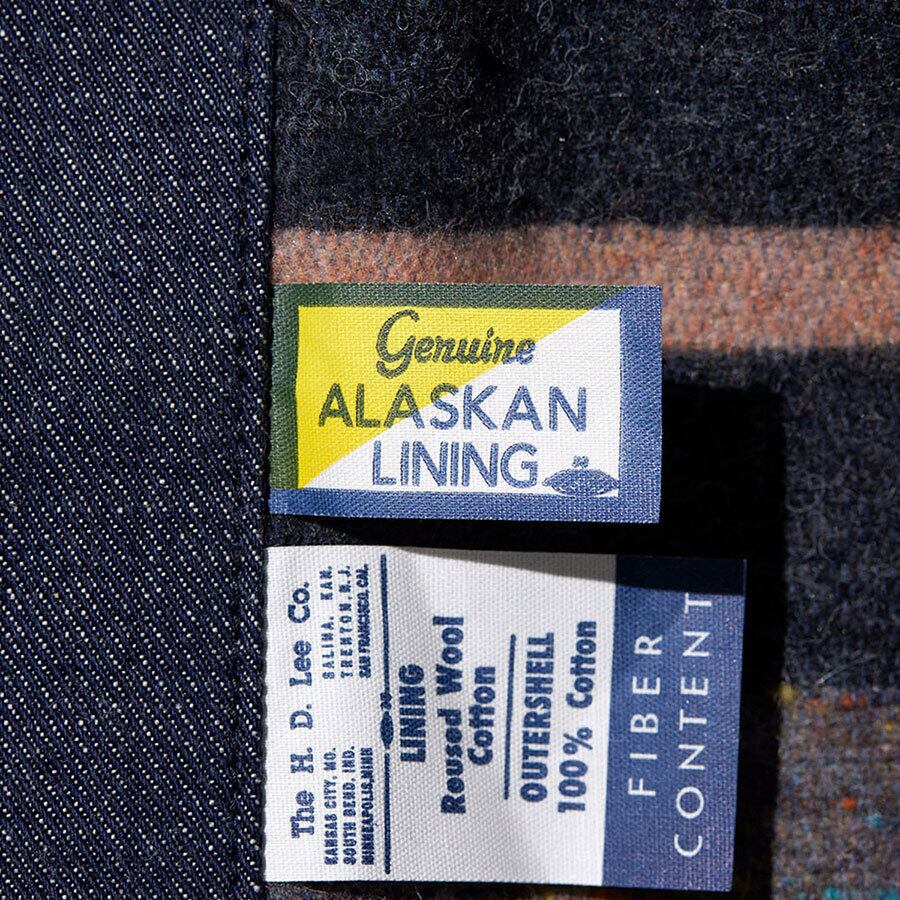 Genuine
ALASKAN
LINING
The H. D. Lee Co.
KANSAS CITY, MO.
SALINA, KAN.
SOUTH BEND, IND.
TRENTON, N.J.
MINNEAPOLIS, MINN
SAN FRANCISCO, CAL
LINING
Reused Wool
Cotton
OUTERSHELL
100% Cotton
FIBER
CONTENT